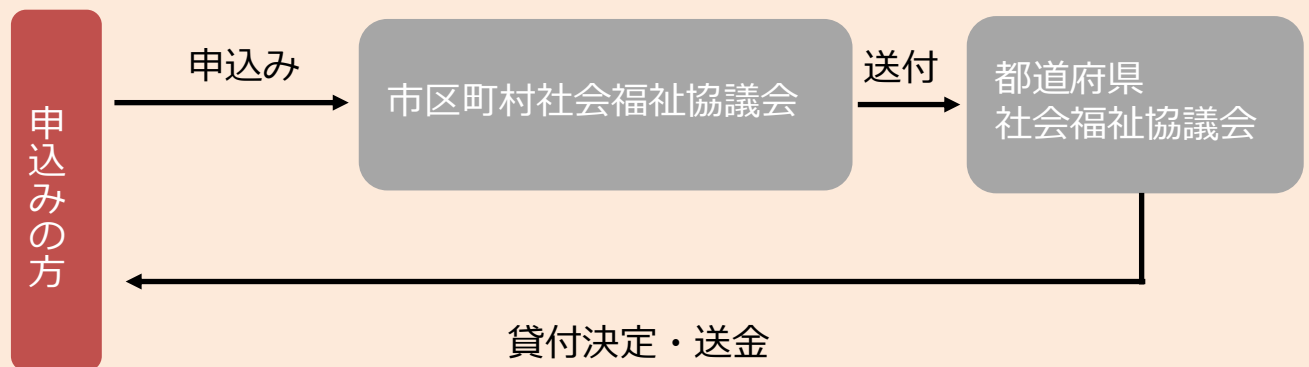 申込みの方
申込み
市区町村社会福祉協議会
送付
都道府県
社会福祉協議会
貸付決定・送金